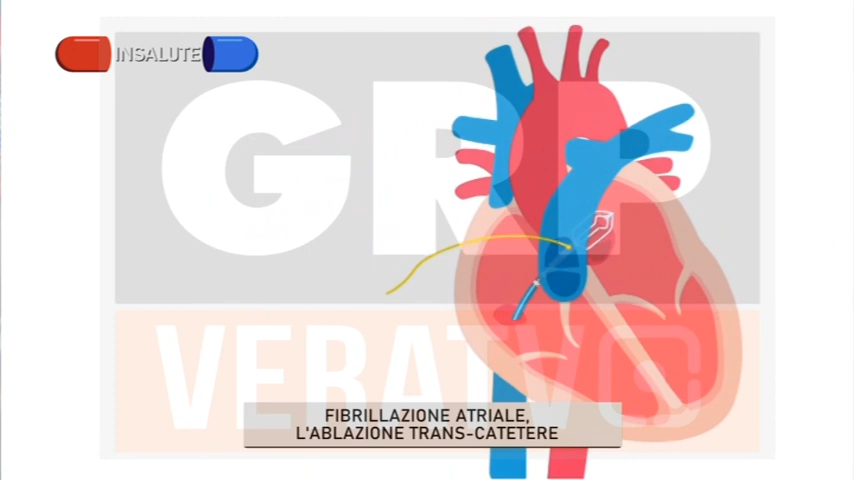 INSALUTE
GRP
VERATV
FIBRILLAZIONE ATRIALE,
L'ABLAZIONE TRANS-CATETERE